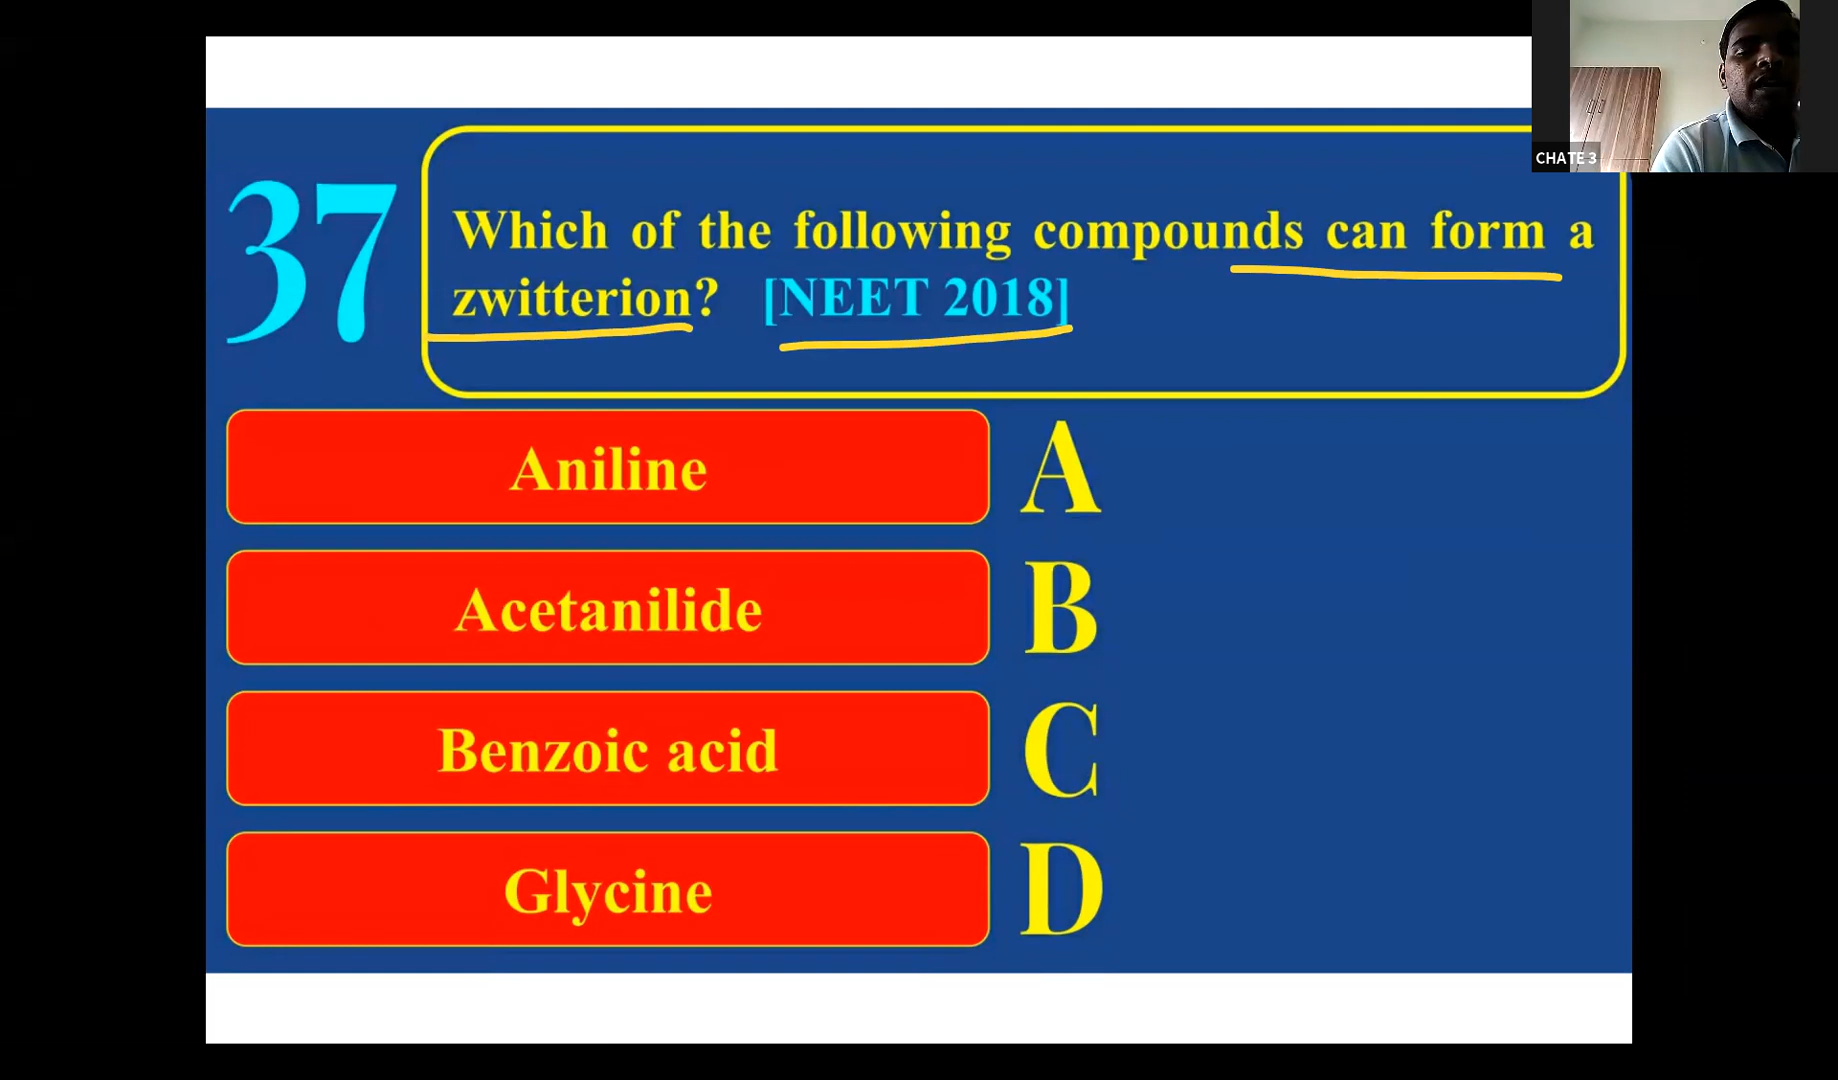 CHATE 3
37
Which of the following compounds can form a
zwitterion? [NEET 2018]
Aniline A
Acetanilide B
Benzoic acid C
Glycine D